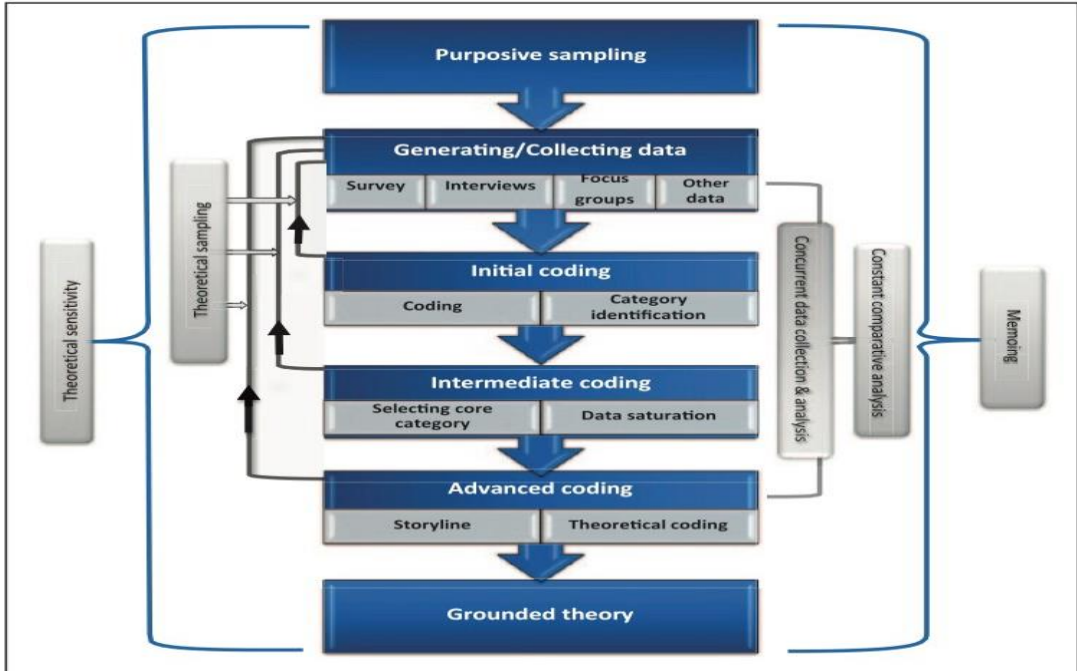 Purposive sampling
Generating/Collecting data
Survey
Interviews
Focus
groups
Other
data
Initial coding
Coding
Category
identification
Intermediate coding
Selecting core
category
Data saturation
Advanced coding
Storyline
Theoretical coding
Grounded theory
Theoretical sensitivity
Theoretical sampling
Concurrent data collection & analysis
Constant comparative analysis
Memoing